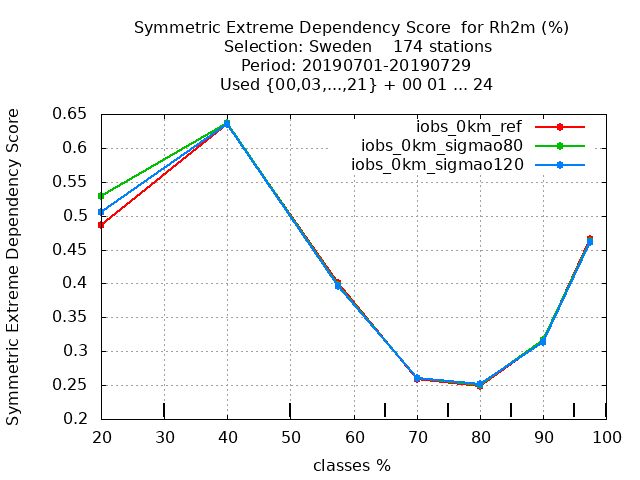 Symmetric Extreme Dependency Score for Rh2m (%)
Selection: Sweden 174 stations
Period: 20190701-20190729
Used {00,03,...,21} + 00 01 ... 24
Symmetric Extreme Dependency Score
0.65
0.6
0.55
0.5
0.45
0.4
0.35
0.3
0.25
0.2
iobs_0km_ref
iobs_0km_sigmao80
iobs_0km_sigmao120
20 30 40 50 60 70 80 90 100
classes %